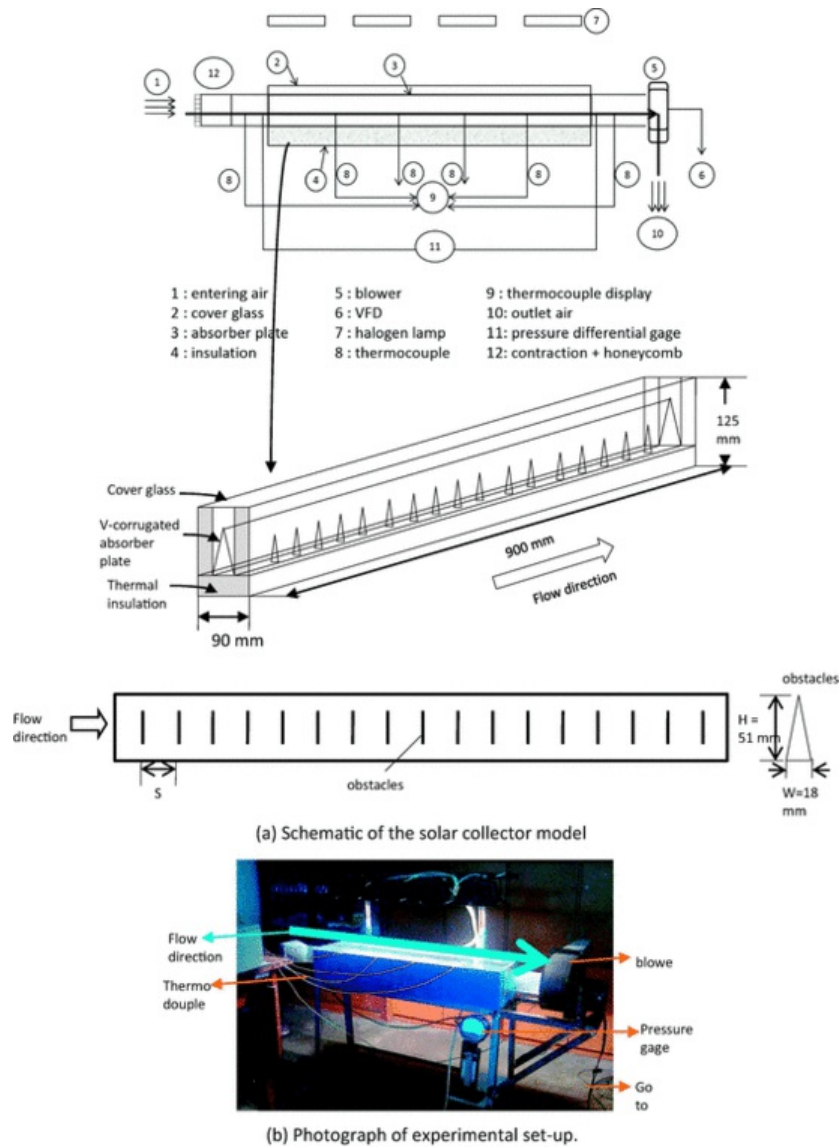 7
2
3
5
1
12
8
4
8
8
8
8
8
9
6
11
10
1 : entering air
5 : blower
9 : thermocouple display
2 : cover glass
6 : VFD
10: outlet air
3 : absorber plate
7 : halogen lamp
11: pressure differential gage
4 : insulation
8 : thermocouple
12: contraction + honeycomb
125
mm
Cover glass
V-corrugated
absorber
plate
900 mm
Flow direction
Thermal
insulation
90 mm
obstacles
Flow
direction
H =
51 mm
S
obstacles
W=18
mm
(a) Schematic of the solar collector model
Flow
direction
blowe
Thermo
douple
Pressure
gage
Go
to
(b) Photograph of experimental set-up.